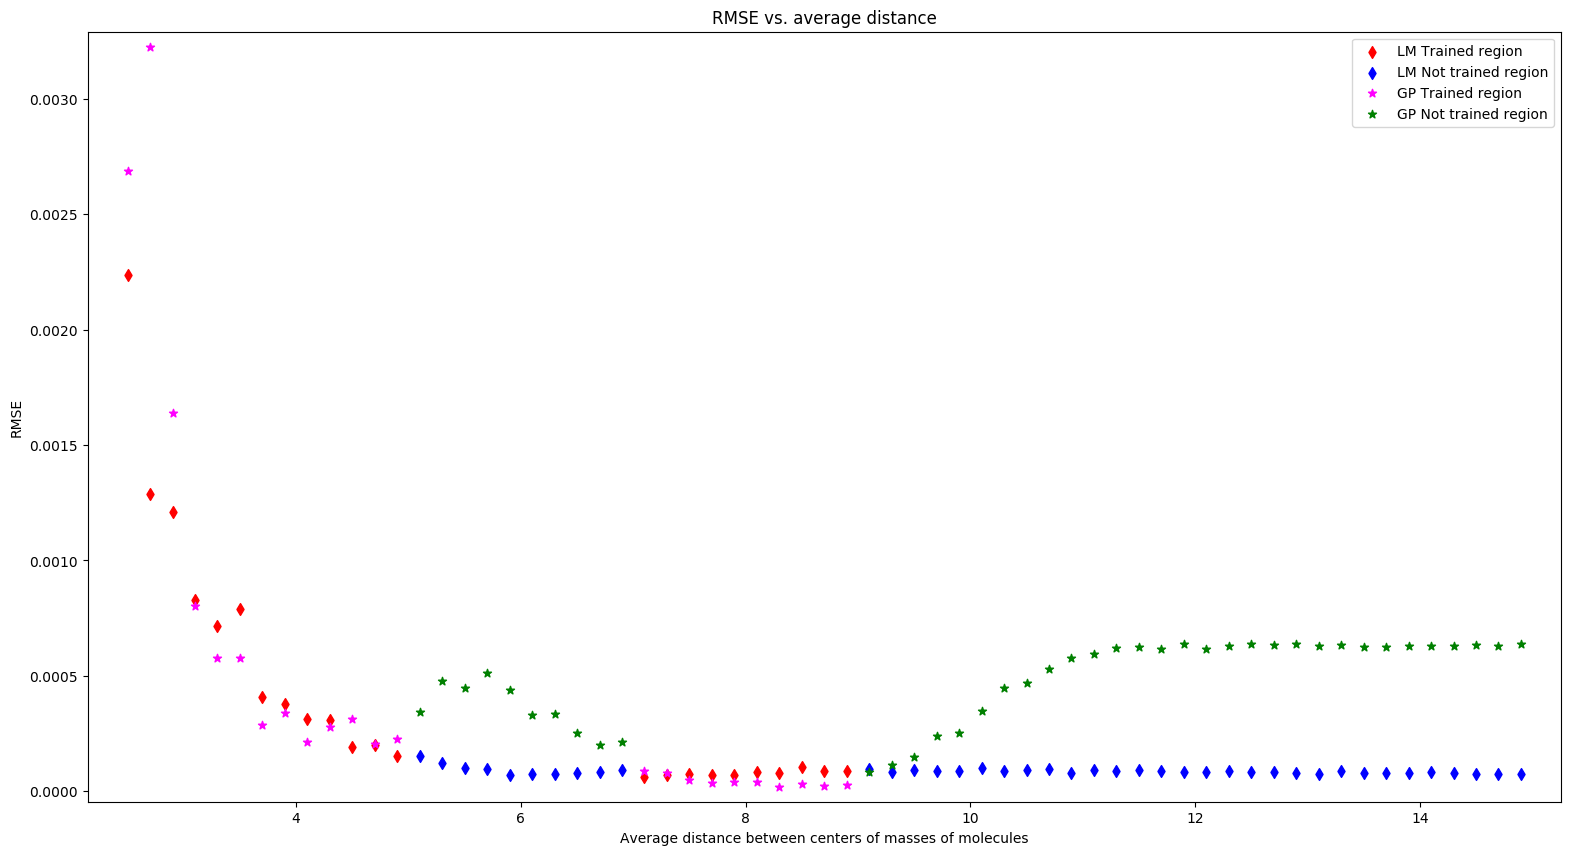 RMSE vs. average distance
LM Trained region
LM Not trained region
GP Trained region
GP Not trained region
0.0030
0.0025
0.0020
0.0015
0.0010
0.0005
0.0000
RMSE
4
6
8
10
12
14
Average distance between centers of masses of molecules